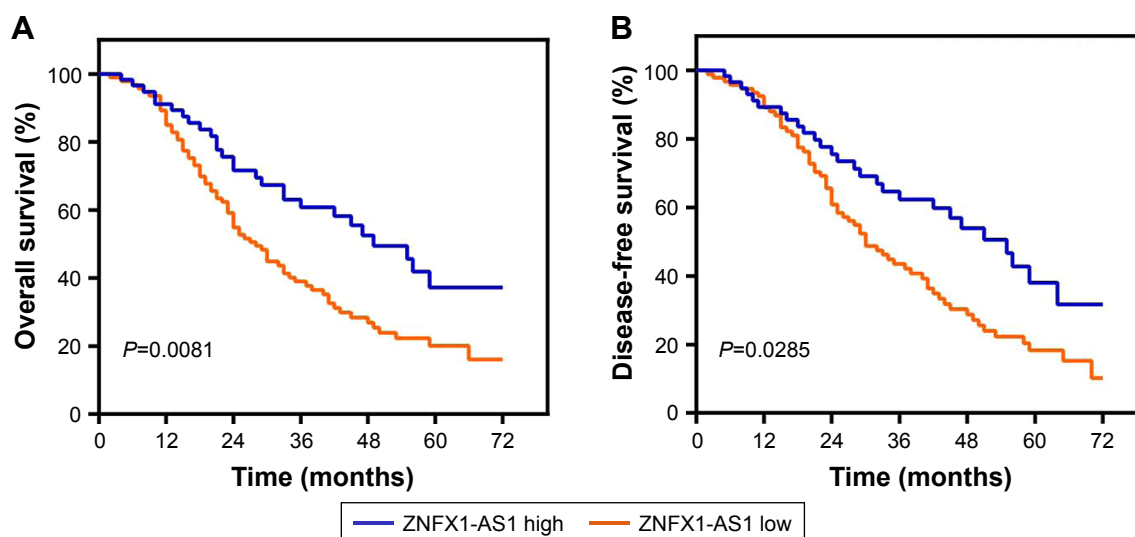 A
Overall survival (%)
100
80
60
40
20
0
P=0.0081
0 12 24 36 48 60 72
Time (months)
B
Disease-free survival (%)
100
80
60
40
20
0
P=0.0285
0 12 24 36 48 60 72
Time (months)
ZNFX1-AS1 high ZNFX1-AS1 low